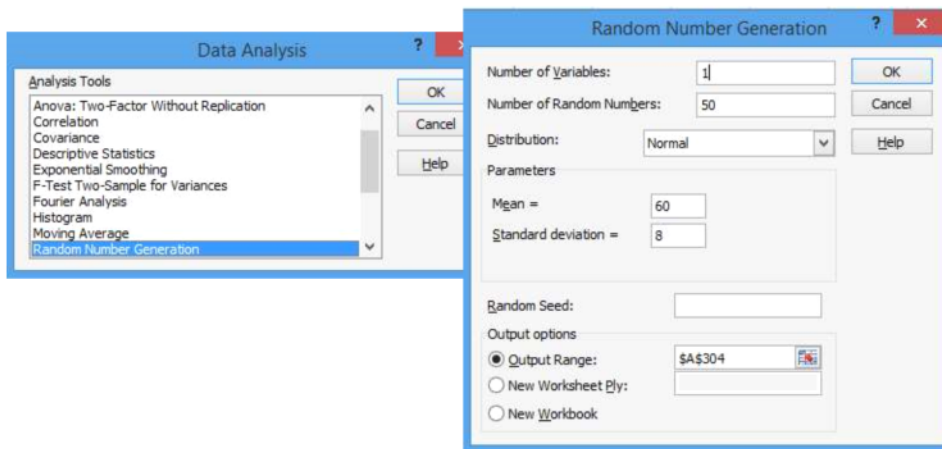 Data Analysis
?
Analysis Tools
Anova: Two-Factor Without Replication
Correlation
Covariance
Descriptive Statistics
Exponential Smoothing
F-Test Two-Sample for Variances
Fourier Analysis
Histogram
Moving Average
Random Number Generation
OK
Cancel
Help
Random Number Generation
?
Number of Variables: 1
Number of Random Numbers: 50
Distribution: Normal
Parameters
Mean = 60
Standard deviation = 8
Random Seed:
Output options
Output Range: $A$304
New Worksheet Ply:
New Workbook
OK
Cancel
Help